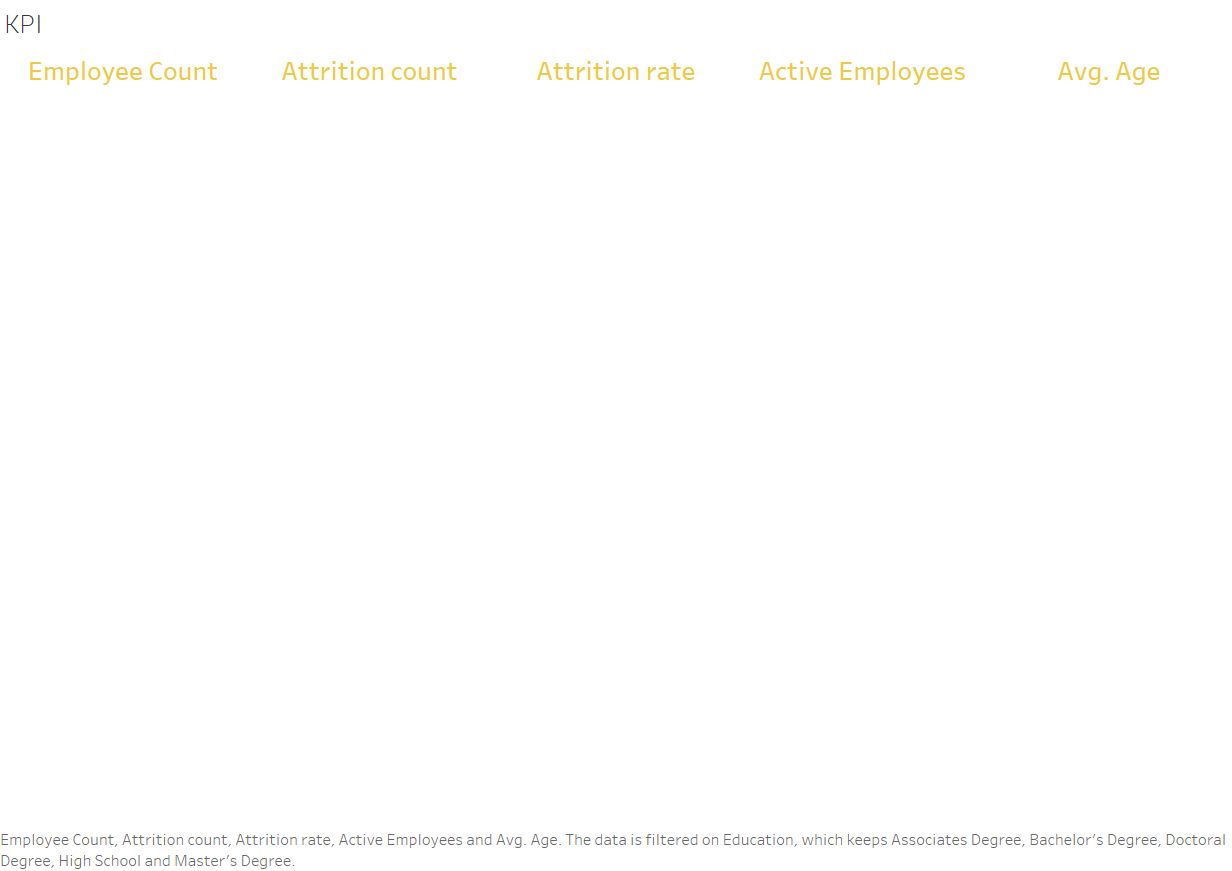 KPI
Employee Count Attrition count Attrition rate Active Employees Avg. Age
Employee Count, Attrition count, Attrition rate, Active Employees and Avg. Age. The data is filtered on Education, which keeps Associates Degree, Bachelor's Degree, Doctoral
Degree, High School and Master's Degree.